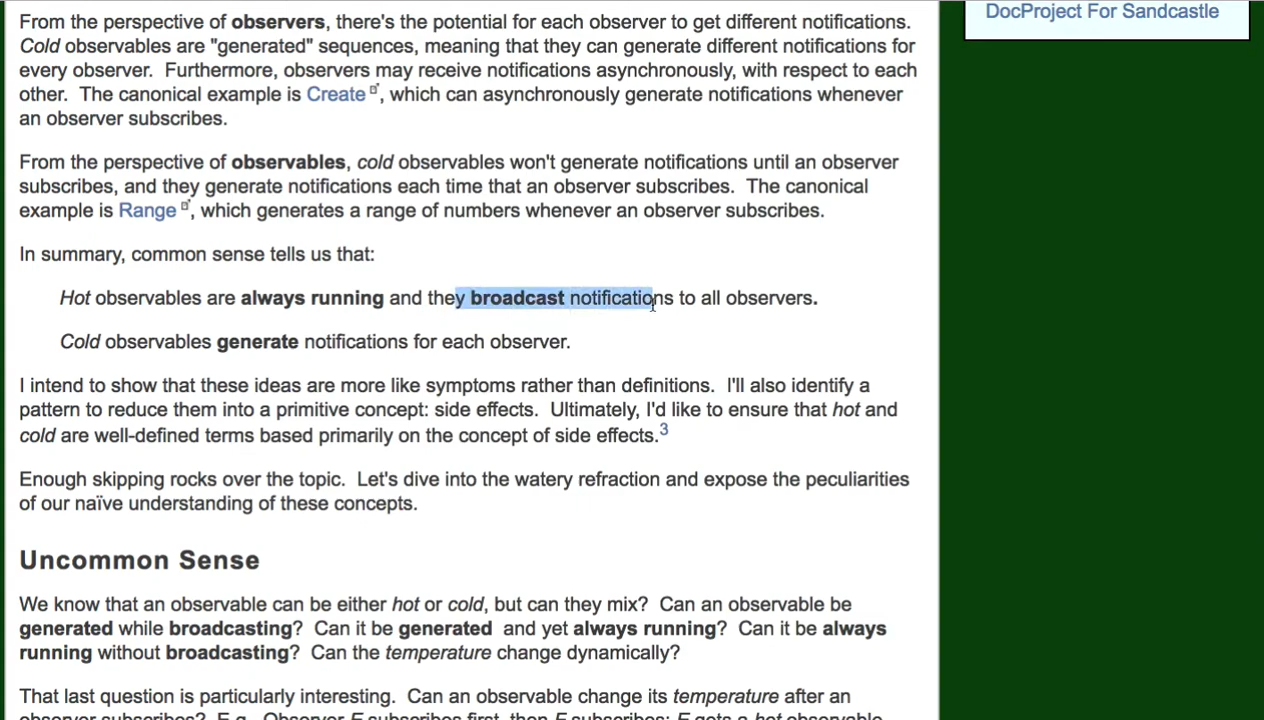 From the perspective of observers, there's the potential for each observer to get different notifications.
Cold observables are "generated" sequences, meaning that they can generate different notifications for
every observer. Furthermore, observers may receive notifications asynchronously, with respect to each
other. The canonical example is Create, which can asynchronously generate notifications whenever
an observer subscribes.
From the perspective of observables, cold observables won't generate notifications until an observer
subscribes, and they generate notifications each time that an observer subscribes. The canonical
example is Range, which generates a range of numbers whenever an observer subscribes.
In summary, common sense tells us that:
Hot observables are always running and they broadcast notifications to all observers.
Cold observables generate notifications for each observer.
I intend to show that these ideas are more like symptoms rather than definitions. I'll also identify a
pattern to reduce them into a primitive concept: side effects. Ultimately, I'd like to ensure that hot and
cold are well-defined terms based primarily on the concept of side effects.3
Enough skipping rocks over the topic. Let's dive into the watery refraction and expose the peculiarities
of our naïve understanding of these concepts.
Uncommon Sense
We know that an observable can be either hot or cold, but can they mix? Can an observable be
generated while broadcasting? Can it be generated and yet always running? Can it be always
running without broadcasting? Can the temperature change dynamically?
That last question is particularly interesting. Can an observable change its temperature after an
observer subscribes? E.g., Observer E subscribes first, then F subscribes; E gets a hot observable
DocProject For Sandcastle